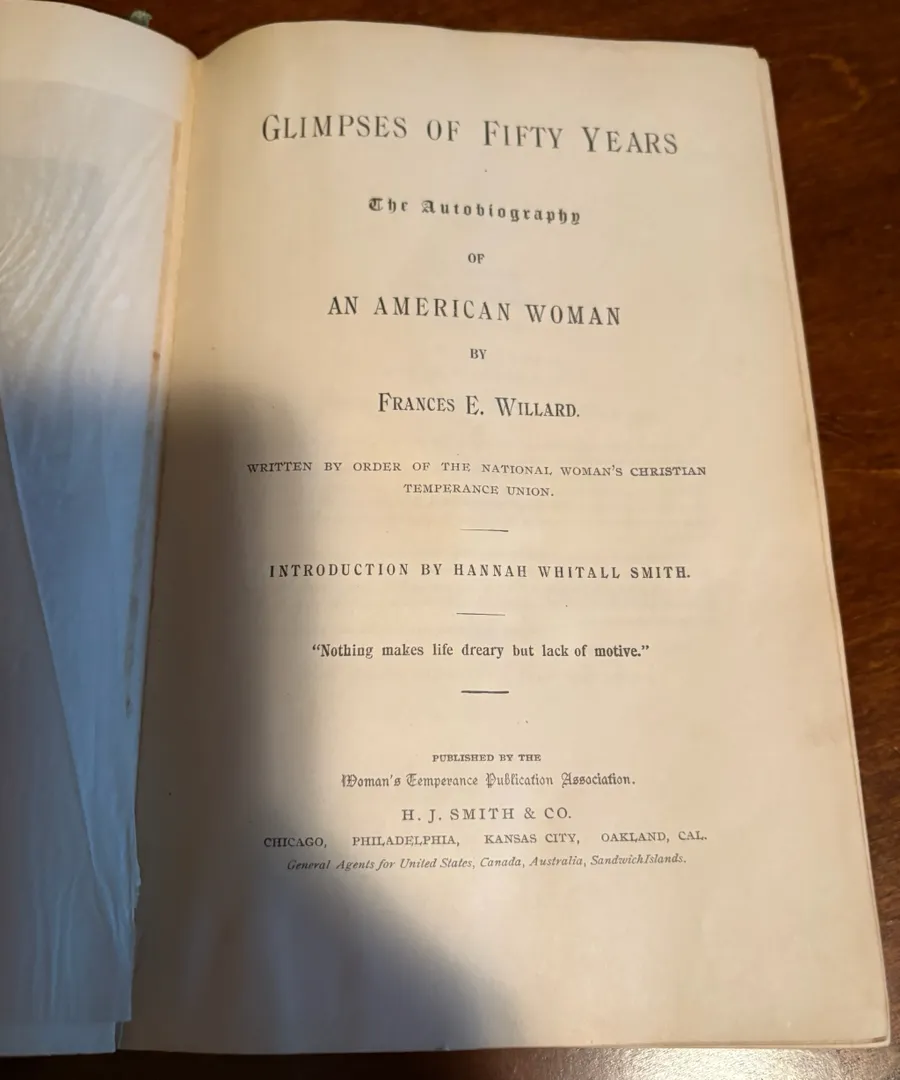 GLIMPSES OF FIFTY YEARS
The Autobiography
OF
AN AMERICAN WOMAN
BY
FRANCES E. WILLARD.
WRITTEN BY ORDER OF THE NATIONAL WOMAN'S CHRISTIAN
TEMPERANCE UNION.
INTRODUCTION BY HANNAH WHITALL SMITH.
"Nothing makes life dreary but lack of motive."
PUBLISHED BY THE
Woman's Temperance Publication Association.
H. J. SMITH & CO.
CHICAGO, PHILADELPHIA, KANSAS CITY, OAKLAND, CAL.
General Agents for United States, Canada, Australia, Sandwich Islands.